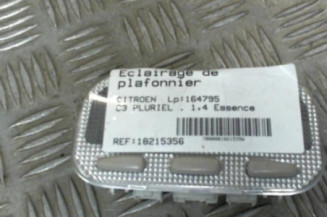 Eclairage de
plafonnier
CITROEN Lp:164795
C3 PLURIEL . 1.4 Essence
REF:18215356